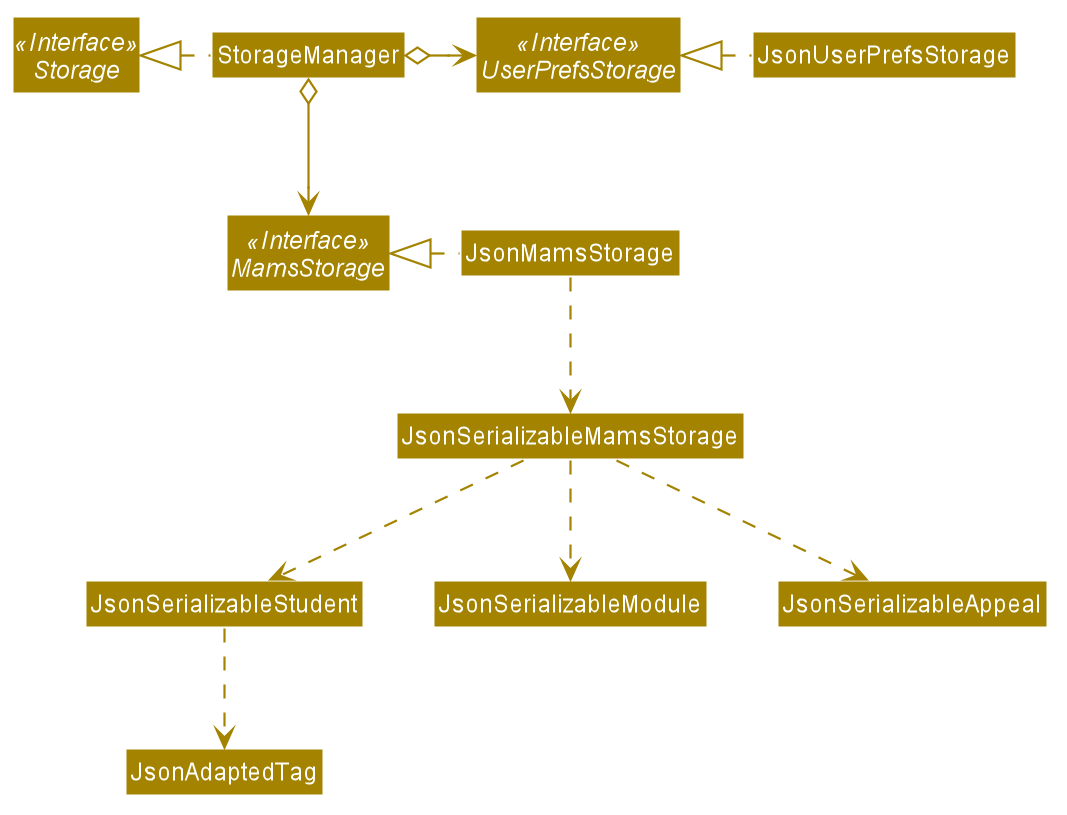 «Interface»
Storage
StorageManager
«Interface»
UserPrefsStorage
JsonUserPrefsStorage
«Interface»
MamsStorage
JsonMamsStorage
JsonSerializableMamsStorage
JsonSerializableStudent
JsonSerializableModule
JsonSerializableAppeal
JsonAdaptedTag